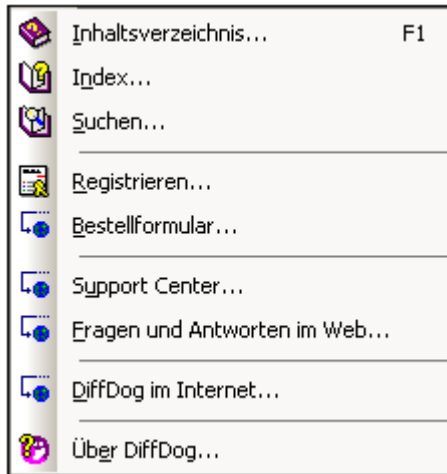 Inhaltsverzeichnis... F1
Index...
Suchen...
Registrieren...
Bestellformular...
Support Center...
Fragen und Antworten im Web...
DiffDog im Internet...
Über DiffDog...